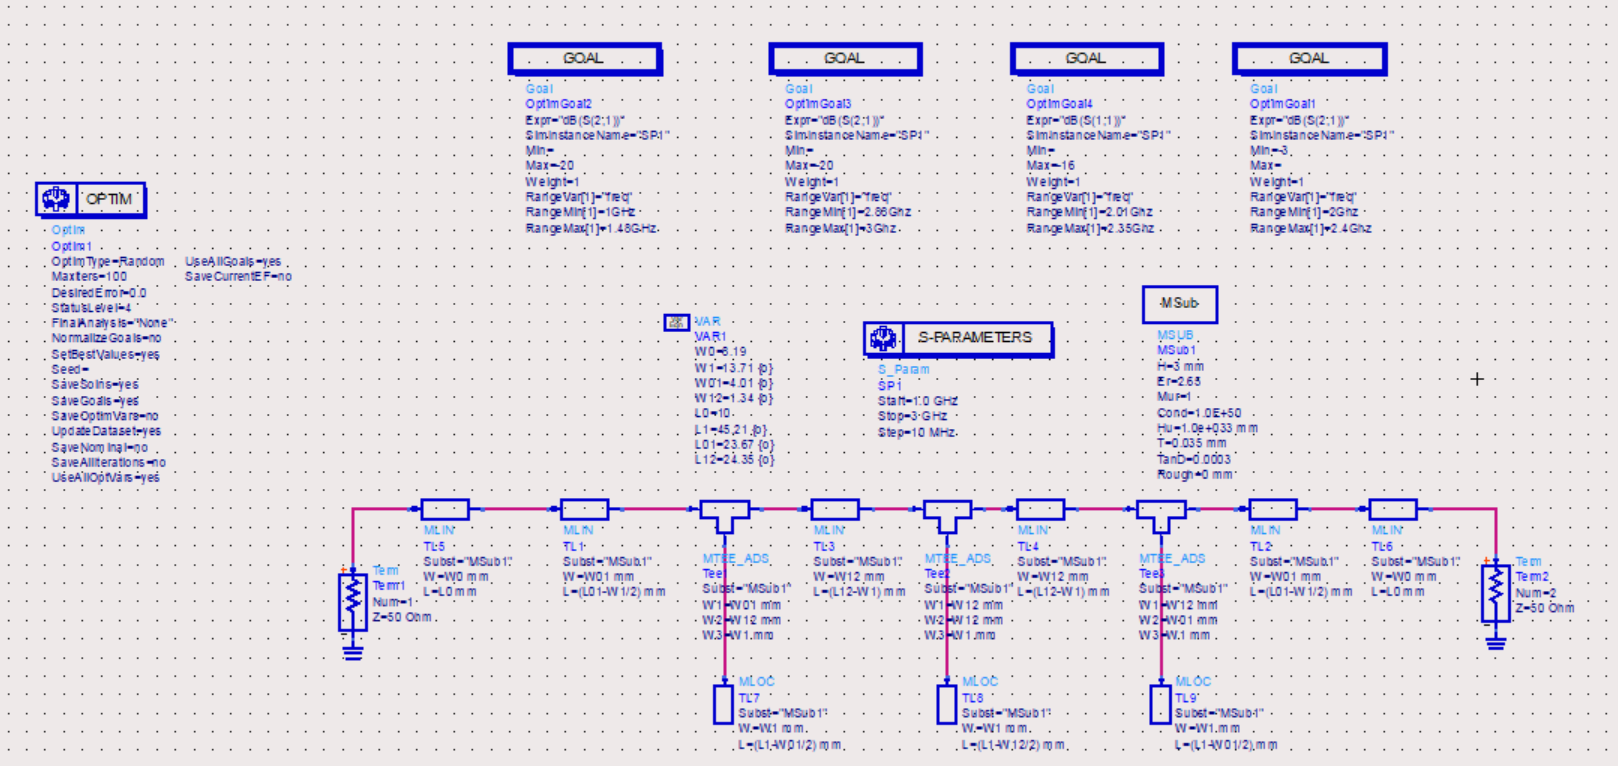 GOAL
Goal
OptimGoal2
Expr="dB(S(2,1))"
SimInstanceName="SP1"
Min=
Max=-20
Weight=1
RangeVar[1]="freq"
RangeMin[1]=1GHz
RangeMax[1]=1.48GHz
GOAL
Goal
OptimGoal3
Expr="dB(S(2,1))"
SimInstanceName="SP1"
Min=
Max=-20
Weight=1
RangeVar[1]="freq"
RangeMin[1]=2.86Ghz
RangeMax[1]=3Ghz
GOAL
Goal
OptimGoal4
Expr="dB(S(1,1))"
SimInstanceName="SP1"
Min=
Max=-16
Weight=1
RangeVar[1]="freq"
RangeMin[1]=2.01Ghz
RangeMax[1]=2.35Ghz
GOAL
Goal
OptimGoal1
Expr="dB(S(2,1))"
SimInstanceName="SP1"
Min=-3
Max=
Weight=1
RangeVar[1]="freq"
RangeMin[1]=2Ghz
RangeMax[1]=2.4Ghz
OPTIM
Optim
Optim1
OptimType=Random UseAllGoals=yes
MaxIters=100 SaveCurrentEF=no
DesiredError=0.0
StatusLevel=4
FinalAnalysis="None"
NormalizeGoals=no
SetBestValues=yes
Seed=
SaveSolns=yes
SaveGoals=yes
SaveOptimVars=no
UpdateDataset=yes
SaveNominal=no
SaveAllIterations=no
UseAllOptVars=yes
VAR
VAR1
W1=13.71 {o}
W01=4.01 {o}
W12=1.34 {o}
L0=10
L1=45.21 {o}
L01=23.67 {o}
L12=24.35 {o}
S-PARAMETERS
S_Param
SP1
Start=1.0 GHz
Stop=3 GHz
Step=10 MHz
MSub
MSUB
MSub1
H=3 mm
Er=2.65
Mur=1
Cond=1.0E+50
Hu=1.0e+033 mm
T=0.035 mm
TanD=0.0003
Rough=0 mm
Term
Term1
Num=1
Z=50 Ohm
MLIN
TL5
Subst="MSub1"
W=W0 mm
L=L0 mm
MLIN
TL1
Subst="MSub1"
W=W01 mm
L=(L01-W1/2) mm
MTEE_ADS
Tee1
Subst="MSub1"
W1=W01 mm
W2=W12 mm
W3=W1 mm
MLIN
TL3
Subst="MSub1"
W=W12 mm
L=(L12-W1) mm
MTEE_ADS
Tee2
Subst="MSub1"
W1=W12 mm
W2=W12 mm
W3=W1 mm
MLIN
TL4
Subst="MSub1"
W=W12 mm
L=(L12-W1) mm
MTEE_ADS
Tee3
Subst="MSub1"
W1=W12 mm
W2=W01 mm
W3=W1 mm
MLIN
TL2
Subst="MSub1"
W=W01 mm
L=(L01-W1/2) mm
MLIN
TL6
Subst="MSub1"
W=W0 mm
L=L0 mm
Term
Term2
Num=2
Z=50 Ohm
MLOC
TL7
Subst="MSub1"
W=W1 mm
L=(L1-W01/2) mm
MLOC
TL8
Subst="MSub1"
W=W1 mm
L=(L1-W12/2) mm
MLOC
TL9
Subst="MSub1"
W=W1 mm
L=(L1-W01/2) mm